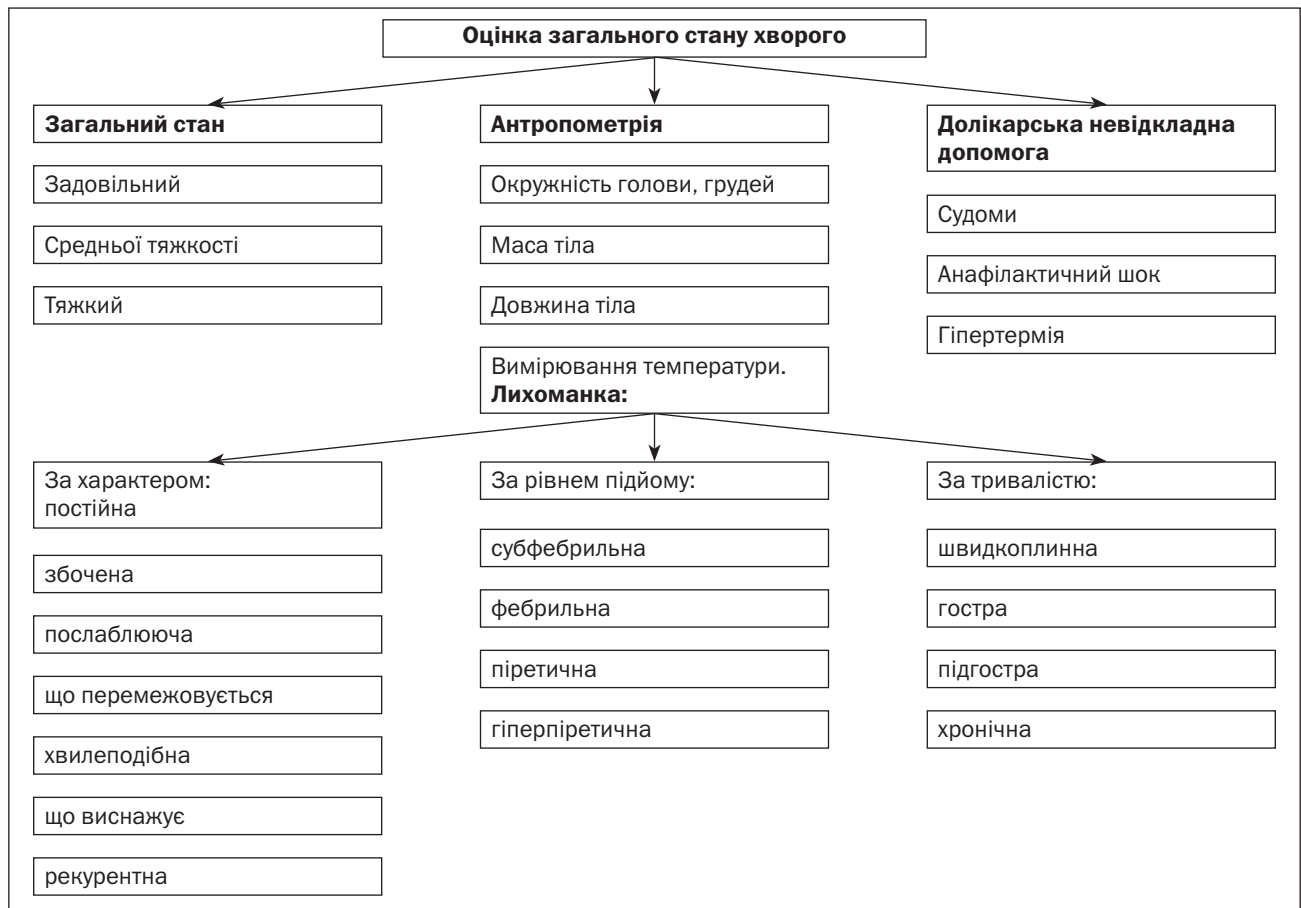 Оцінка загального стану хворого
Загальний стан
Задовільний
Средньої тяжкості
Тяжкий
Антропометрія
Окружність голови, грудей
Маса тіла
Довжина тіла
Вимірювання температури.
Лихоманка:
Долікарська невідкладна
допомога
Судоми
Анафілактичний шок
Гіпертермія
За характером:
постійна
збочена
послаблююча
що перемежовується
хвилеподібна
що виснажує
рекурентна
За рівнем підйому:
субфебрильна
фебрильна
піретична
гіперпіретична
За тривалістю:
швидкоплинна
гостра
підгостра
хронічна